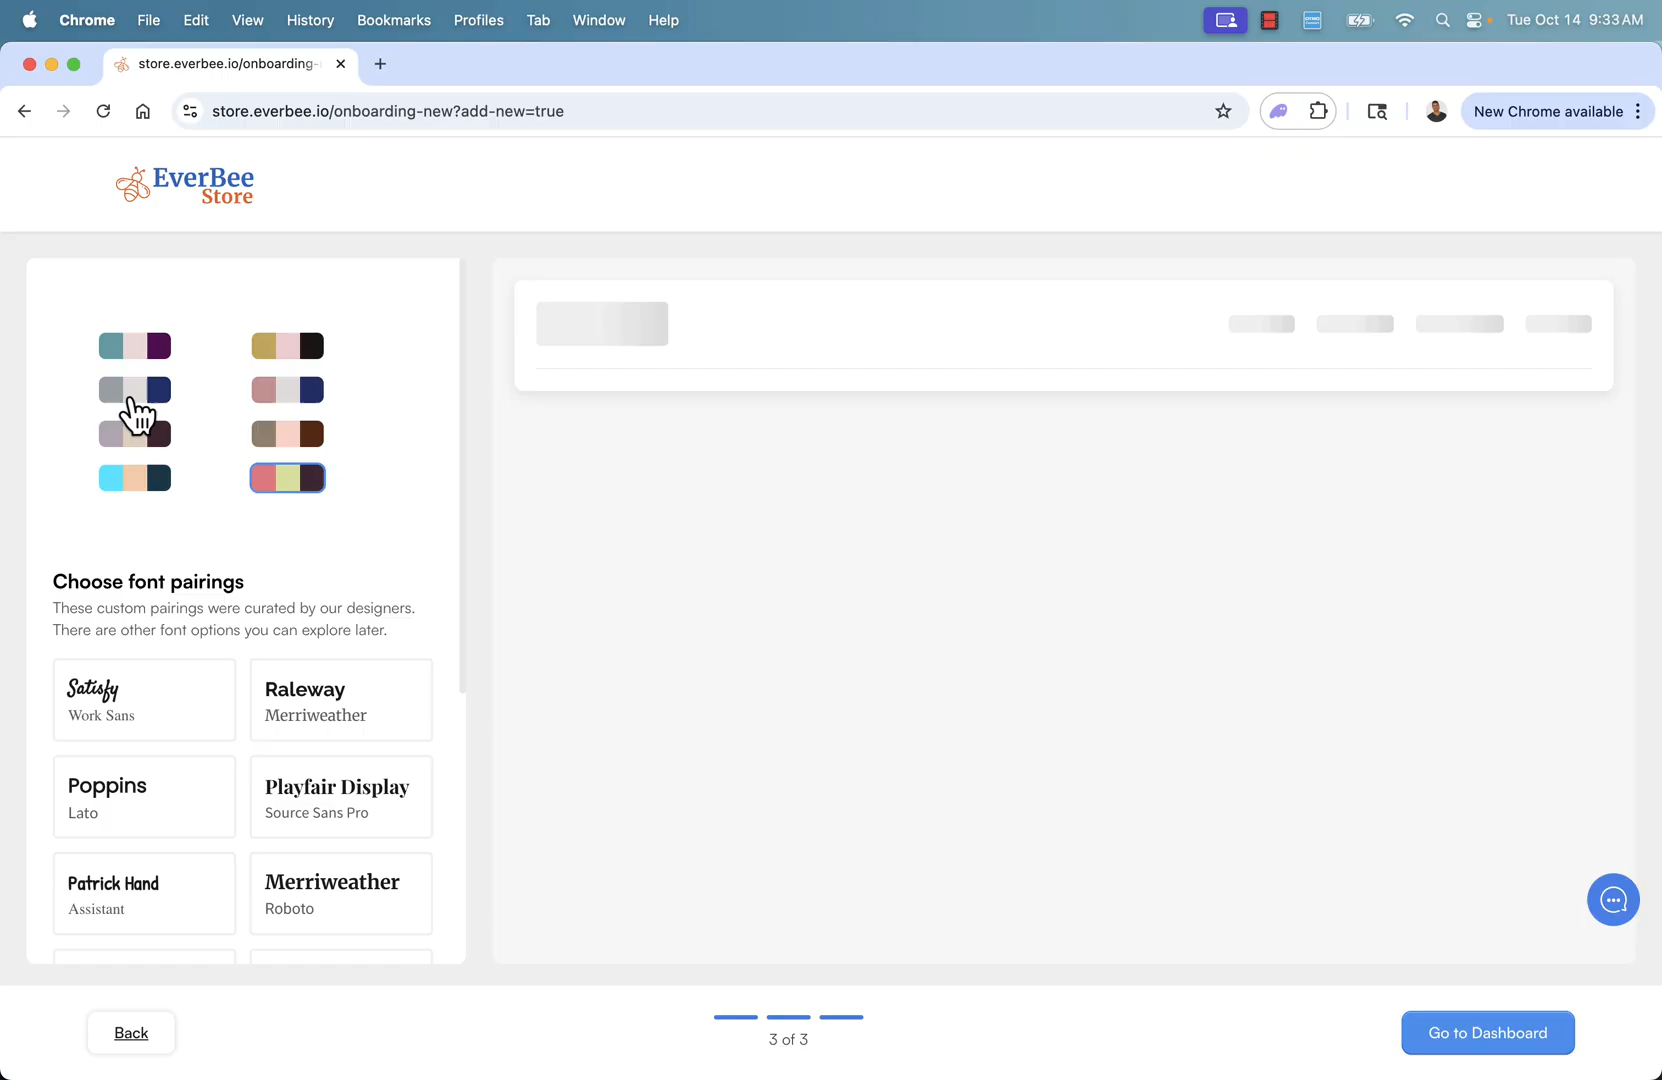 Chrome File Edit View History Bookmarks Profiles Tab Window Help Tue Oct 14 9:33 AM
store.everbee.io/onboarding-
store.everbee.io/onboarding-new?add-new=true
New Chrome available
EverBee
Store
Choose font pairings
These custom pairings were curated by our designers.
There are other font options you can explore later.
Satisfy
Work Sans
Raleway
Merriweather
Poppins
Lato
Playfair Display
Source Sans Pro
Patrick Hand
Assistant
Merriweather
Roboto
Back
3 of 3
Go to Dashboard